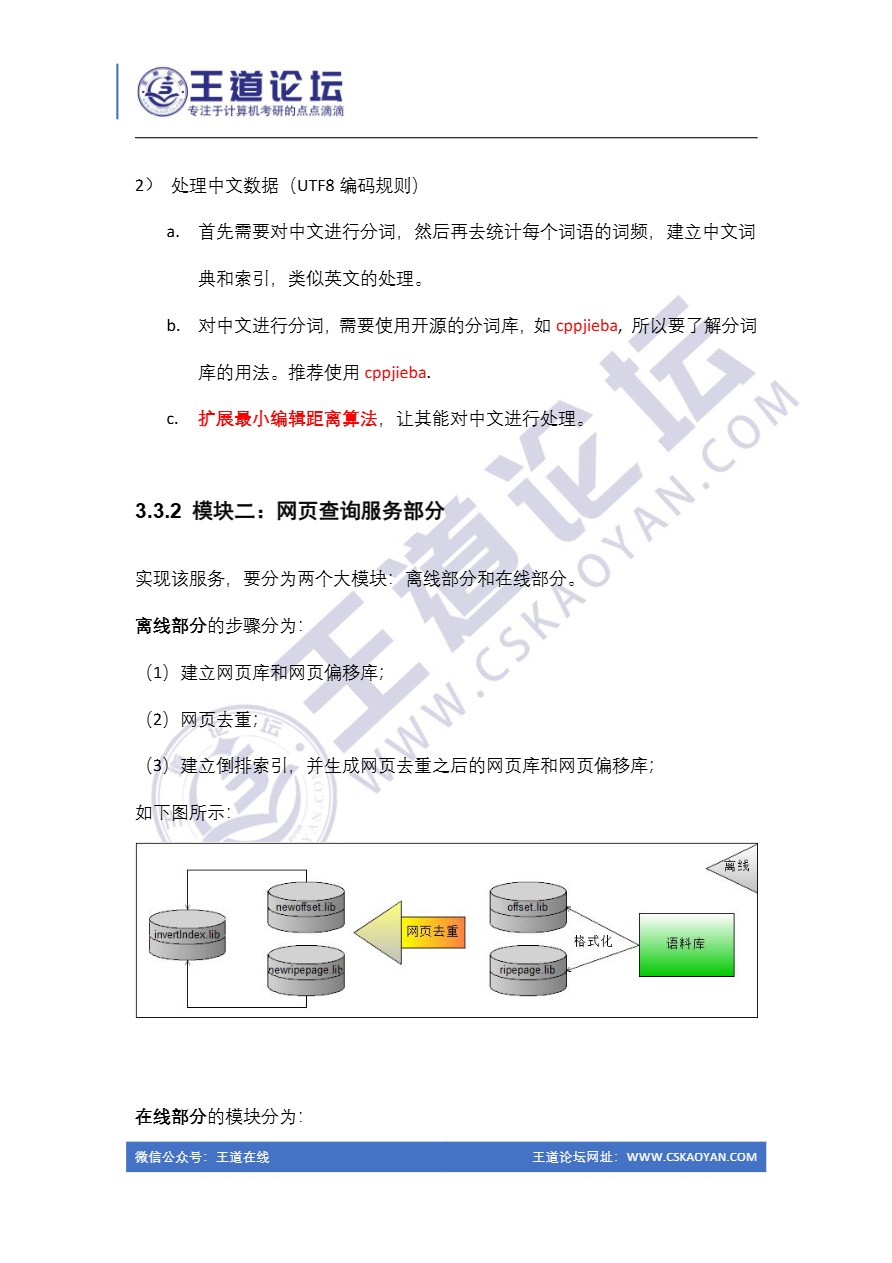 王道论坛
专注于计算机考研的点点滴滴
2） 处理中文数据（UTF8 编码规则）
a. 首先需要对中文进行分词，然后再去统计每个词语的词频，建立中文词
典和索引，类似英文的处理。
b. 对中文进行分词，需要使用开源的分词库，如 cppjieba，所以要了解分词
库的用法。推荐使用 cppjieba.
c. 扩展最小编辑距离算法，让其能对中文进行处理。
3.3.2 模块二：网页查询服务部分
实现该服务，要分为两个大模块：离线部分和在线部分。
离线部分的步骤分为：
（1）建立网页库和网页偏移库；
（2）网页去重；
（3）建立倒排索引，并生成网页去重之后的网页库和网页偏移库；
如下图所示：
离线
newoffset.lib
offset.lib
invertIndex.lib
网页去重
格式化
语料库
newripepage.lib
ripepage.lib
在线部分的模块分为：
微信公众号：王道在线
王道论坛网址：WWW.CSKAOYAN.COM
王道论坛
WWW.CSKAOYAN.COM